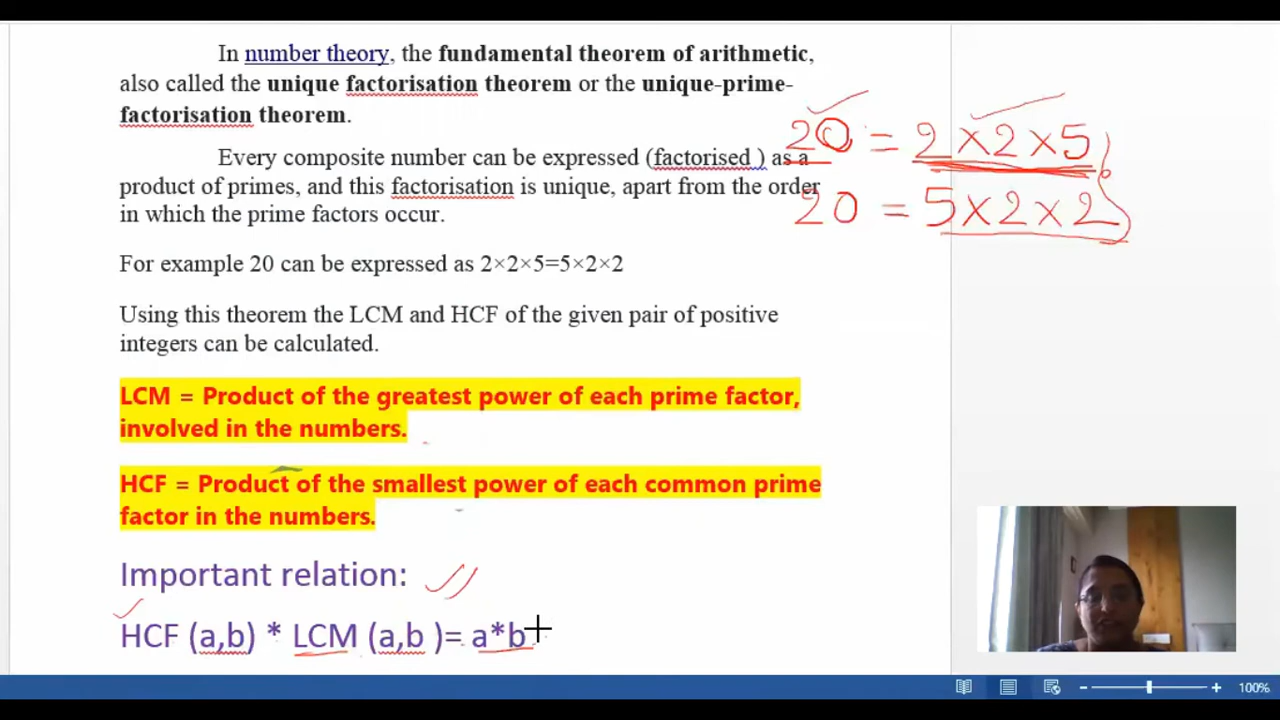 In number theory, the fundamental theorem of arithmetic,
also called the unique factorisation theorem or the unique-prime-
factorisation theorem.
20 = 2 × 2 × 5
Every composite number can be expressed (factorised ) as a
product of primes, and this factorisation is unique, apart from the order
20 = 5 × 2 × 2
in which the prime factors occur.
For example 20 can be expressed as 2×2×5=5×2×2
Using this theorem the LCM and HCF of the given pair of positive
integers can be calculated.
LCM = Product of the greatest power of each prime factor,
involved in the numbers.
HCF = Product of the smallest power of each common prime
factor in the numbers.
Important relation:
HCF (a,b) * LCM (a,b )= a*b
100%